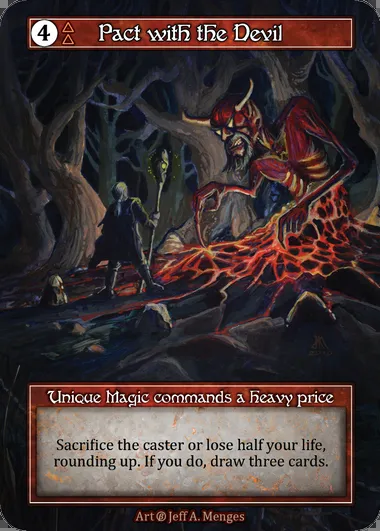 4 Pact with the Devil
Unique Magic commands a heavy price
Sacrifice the caster or lose half your life,
rounding up. If you do, draw three cards.
Art @ Jeff A. Menges